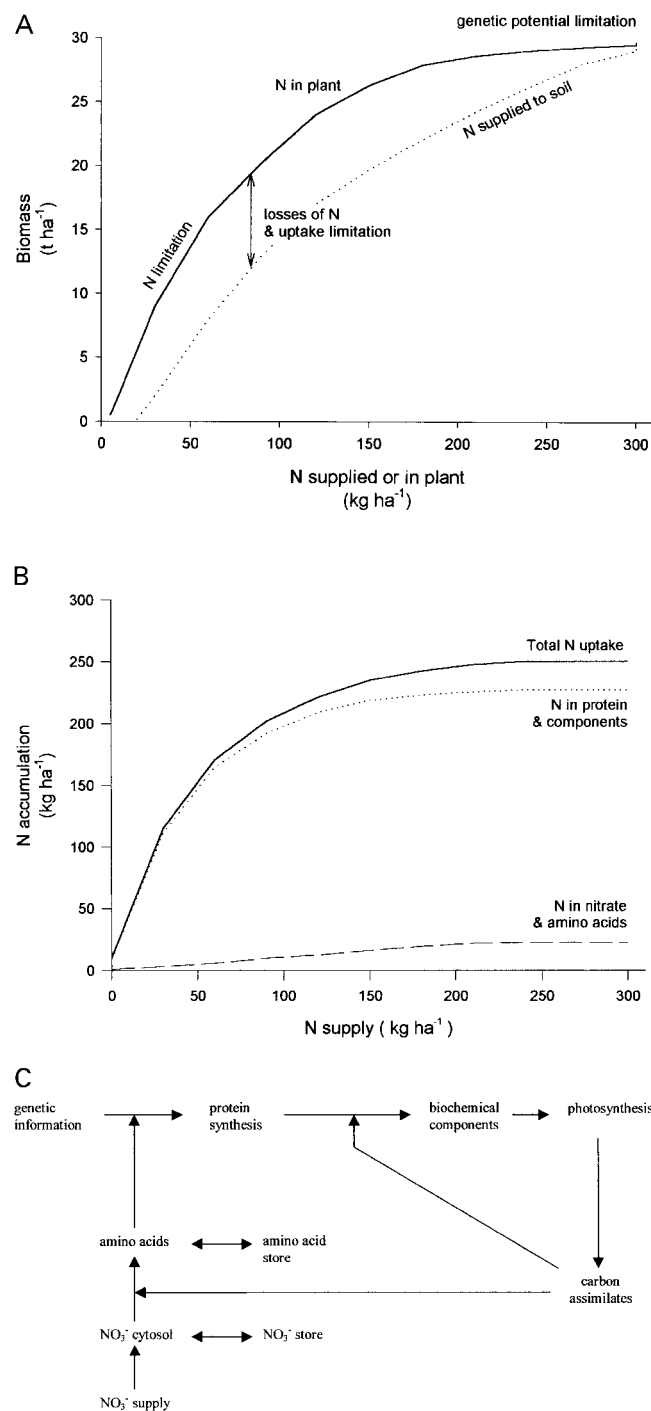 A
genetic potential limitation
30
25
20
15
10
5
0
Biomass
(t ha⁻¹)
N in plant
N supplied to soil
N limitation
losses of N
& uptake limitation
0 50 100 150 200 250 300
N supplied or in plant
(kg ha⁻¹)
B
300
250
200
150
100
50
0
N accumulation
(kg ha⁻¹)
Total N uptake
N in protein
& components
N in nitrate
& amino acids
0 50 100 150 200 250 300
N supply ( kg ha⁻¹ )
C
genetic
information
protein
synthesis
biochemical
components
photosynthesis
amino acids
amino acid
store
carbon
assimilates
NO₃⁻ cytosol
NO₃⁻ store
NO₃⁻ supply